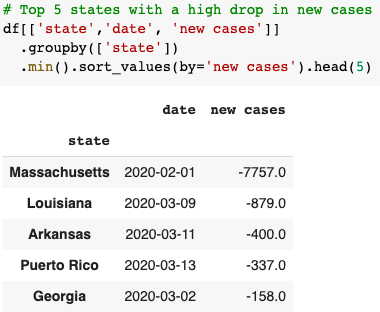 # Top 5 states with a high drop in new cases
df[['state','date', 'new cases']]
  .groupby(['state'])
  .min().sort_values(by='new cases').head(5)
date new cases
state
Massachusetts 2020-02-01 -7757.0
Louisiana 2020-03-09 -879.0
Arkansas 2020-03-11 -400.0
Puerto Rico 2020-03-13 -337.0
Georgia 2020-03-02 -158.0